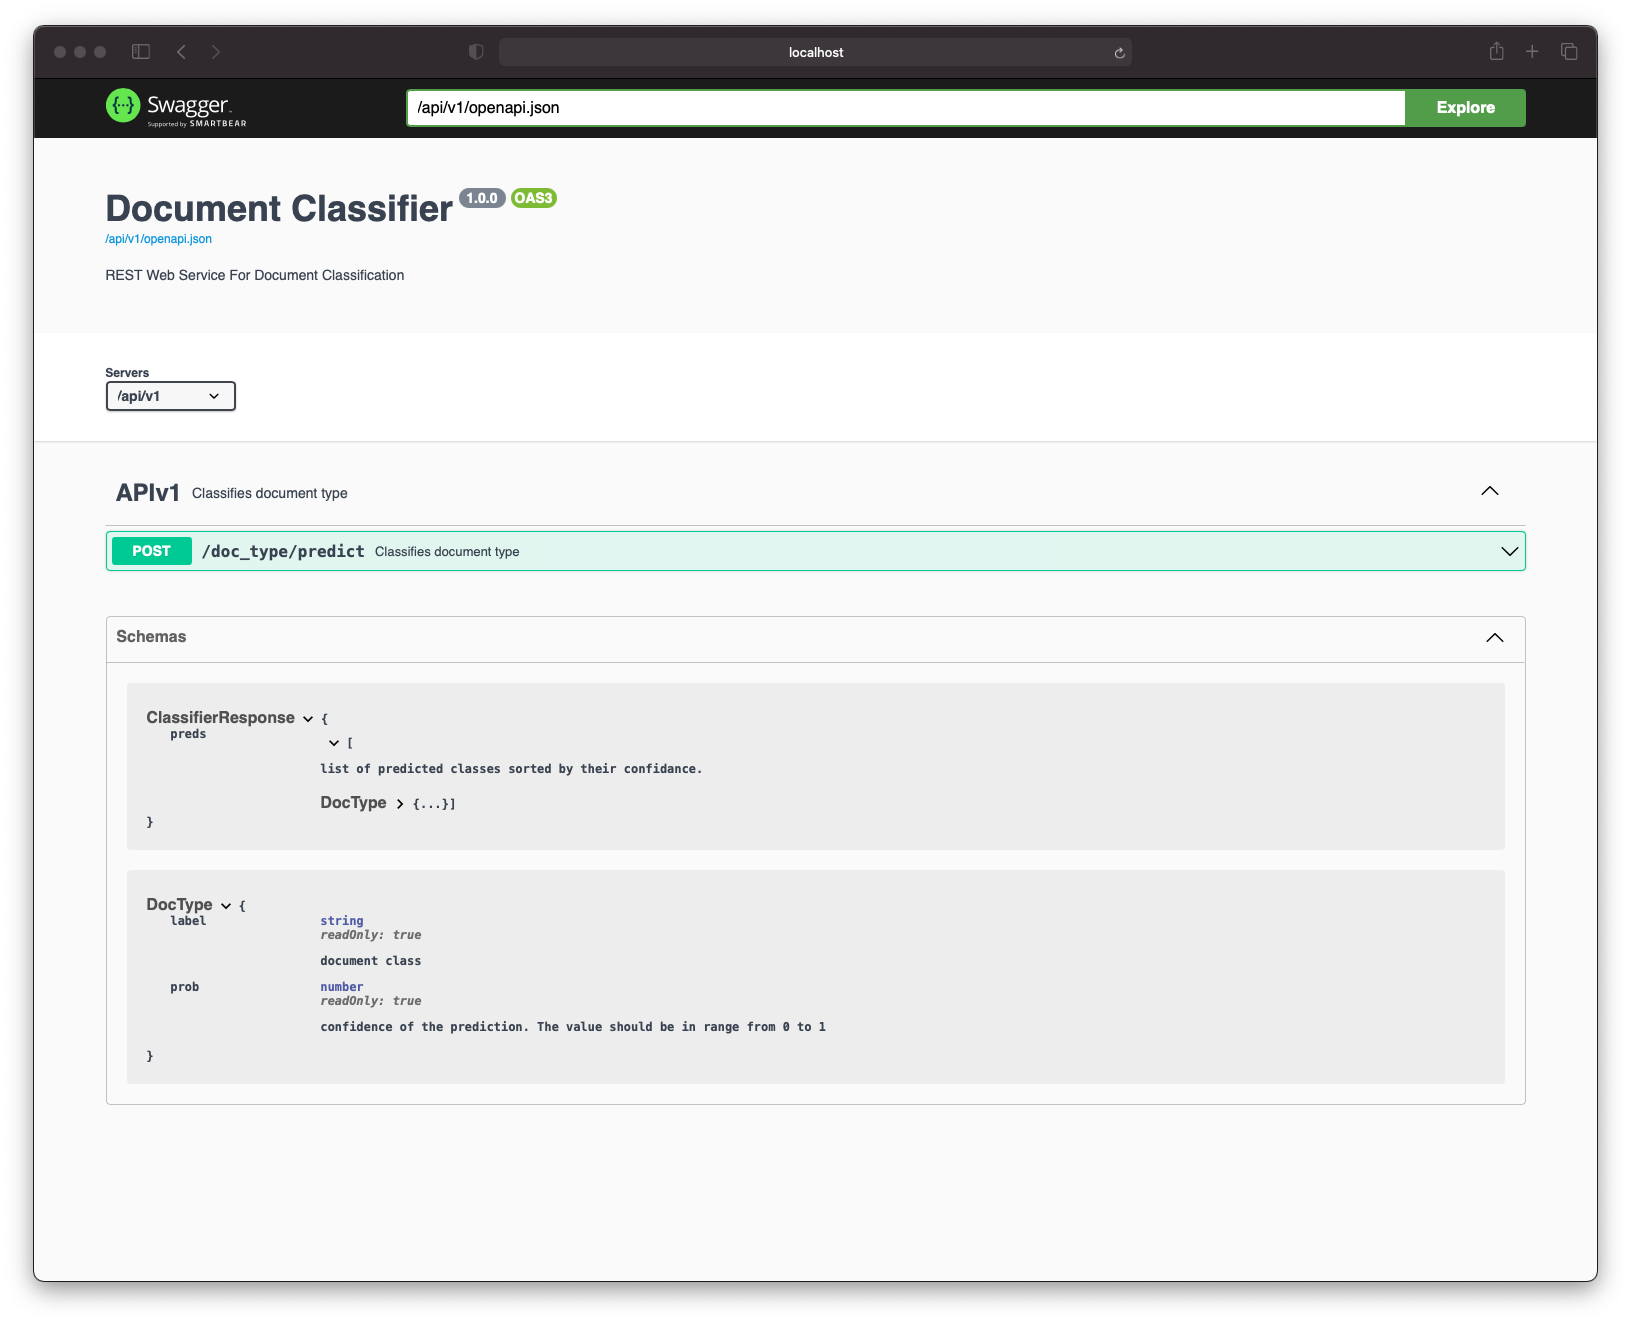 localhost
Swagger
Supported by SMARTBEAR
/api/v1/openapi.json
Explore
Document Classifier 1.0.0 OAS3
/api/v1/openapi.json
REST Web Service For Document Classification
Servers
/api/v1
APIv1 Classifies document type
POST /doc_type/predict Classifies document type
Schemas
ClassifierResponse {
preds
[
list of predicted classes sorted by their confidance.
DocType {...}]
}
DocType {
label string
readOnly: true
document class
prob number
readOnly: true
confidence of the prediction. The value should be in range from 0 to 1
}